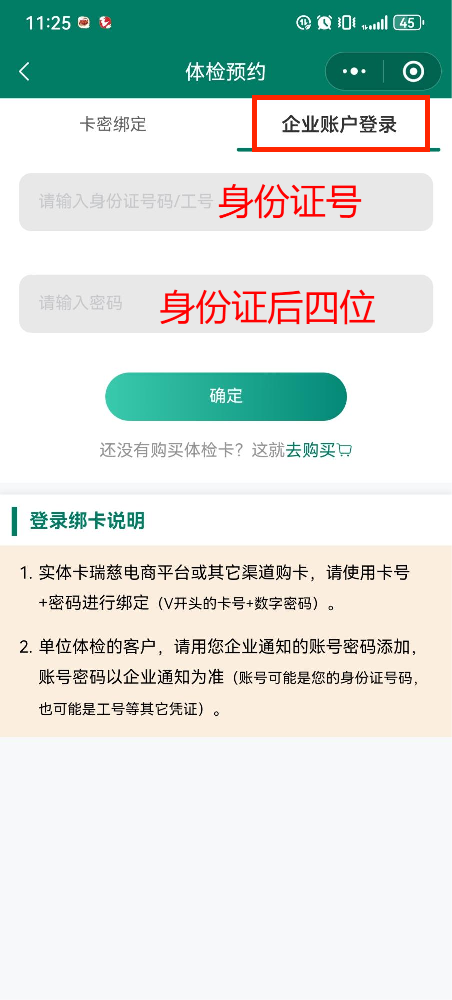 11:25
45
体检预约
卡密绑定
企业账户登录
请输入身份证号码/工号 身份证号
请输入密码 身份证后四位
确定
还没有购买体检卡？这就去购买
登录绑卡说明
1. 实体卡瑞慈电商平台或其它渠道购卡，请使用卡号
+密码进行绑定（V开头的卡号+数字密码）。
2. 单位体检的客户，请用您企业通知的账号密码添加，
账号密码以企业通知为准（账号可能是您的身份证号码，
也可能是工号等其它凭证）。